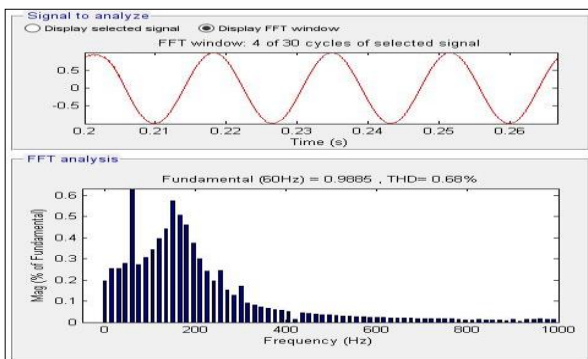 Signal to analyze
Display selected signal Display FFT window
FFT window: 4 of 30 cycles of selected signal
0.5
0
-0.5
0.2 0.21 0.22 0.23 0.24 0.25 0.26
Time (s)
FFT analysis
Fundamental (60Hz) = 0.9885 , THD= 0.68%
Mag (% of Fundamental)
0.6
0.5
0.4
0.3
0.2
0.1
0
0 200 400 600 800 1000
Frequency (Hz)